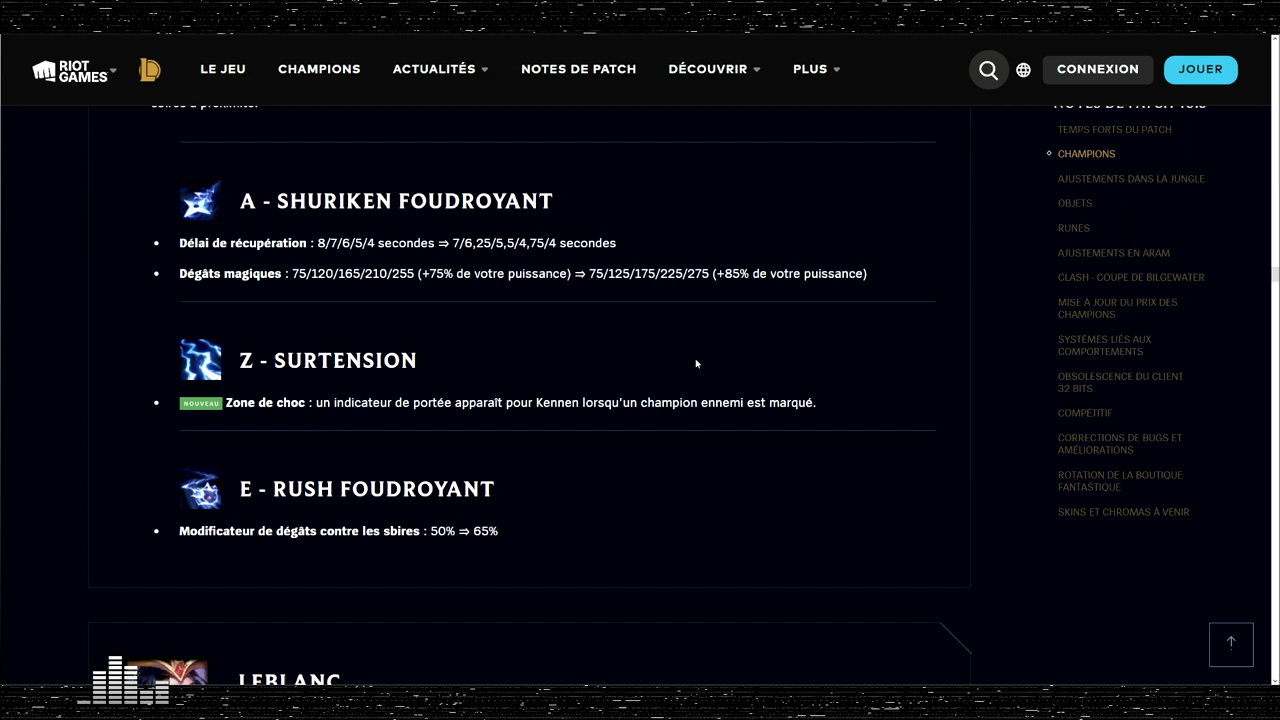 RIOT GAMES
LE JEU
CHAMPIONS
ACTUALITÉS
NOTES DE PATCH
DÉCOUVRIR
PLUS
CONNEXION
JOUER
A - SHURIKEN FOUDROYANT
• Délai de récupération : 8/7/6/5/4 secondes ⇒ 7/6,25/5,5/4,75/4 secondes
• Dégâts magiques : 75/120/165/210/255 (+75% de votre puissance) ⇒ 75/125/175/225/275 (+85% de votre puissance)
Z - SURTENSION
• NOUVEAU Zone de choc : un indicateur de portée apparaît pour Kennen lorsqu'un champion ennemi est marqué.
E - RUSH FOUDROYANT
• Modificateur de dégâts contre les sbires : 50% ⇒ 65%
LEBLANC
TEMPS FORTS DU PATCH
CHAMPIONS
AJUSTEMENTS DANS LA JUNGLE
OBJETS
RUNES
AJUSTEMENTS EN ARAM
CLASH - COUPE DE BILGEWATER
MISE À JOUR DU PRIX DES
CHAMPIONS
SYSTÈMES LIÉS AUX
COMPORTEMENTS
OBSOLESCENCE DU CLIENT
32 BITS
COMPÉTITIF
CORRECTIONS DE BUGS ET
AMÉLIORATIONS
ROTATION DE LA BOUTIQUE
FANTASTIQUE
SKINS ET CHROMAS À VENIR